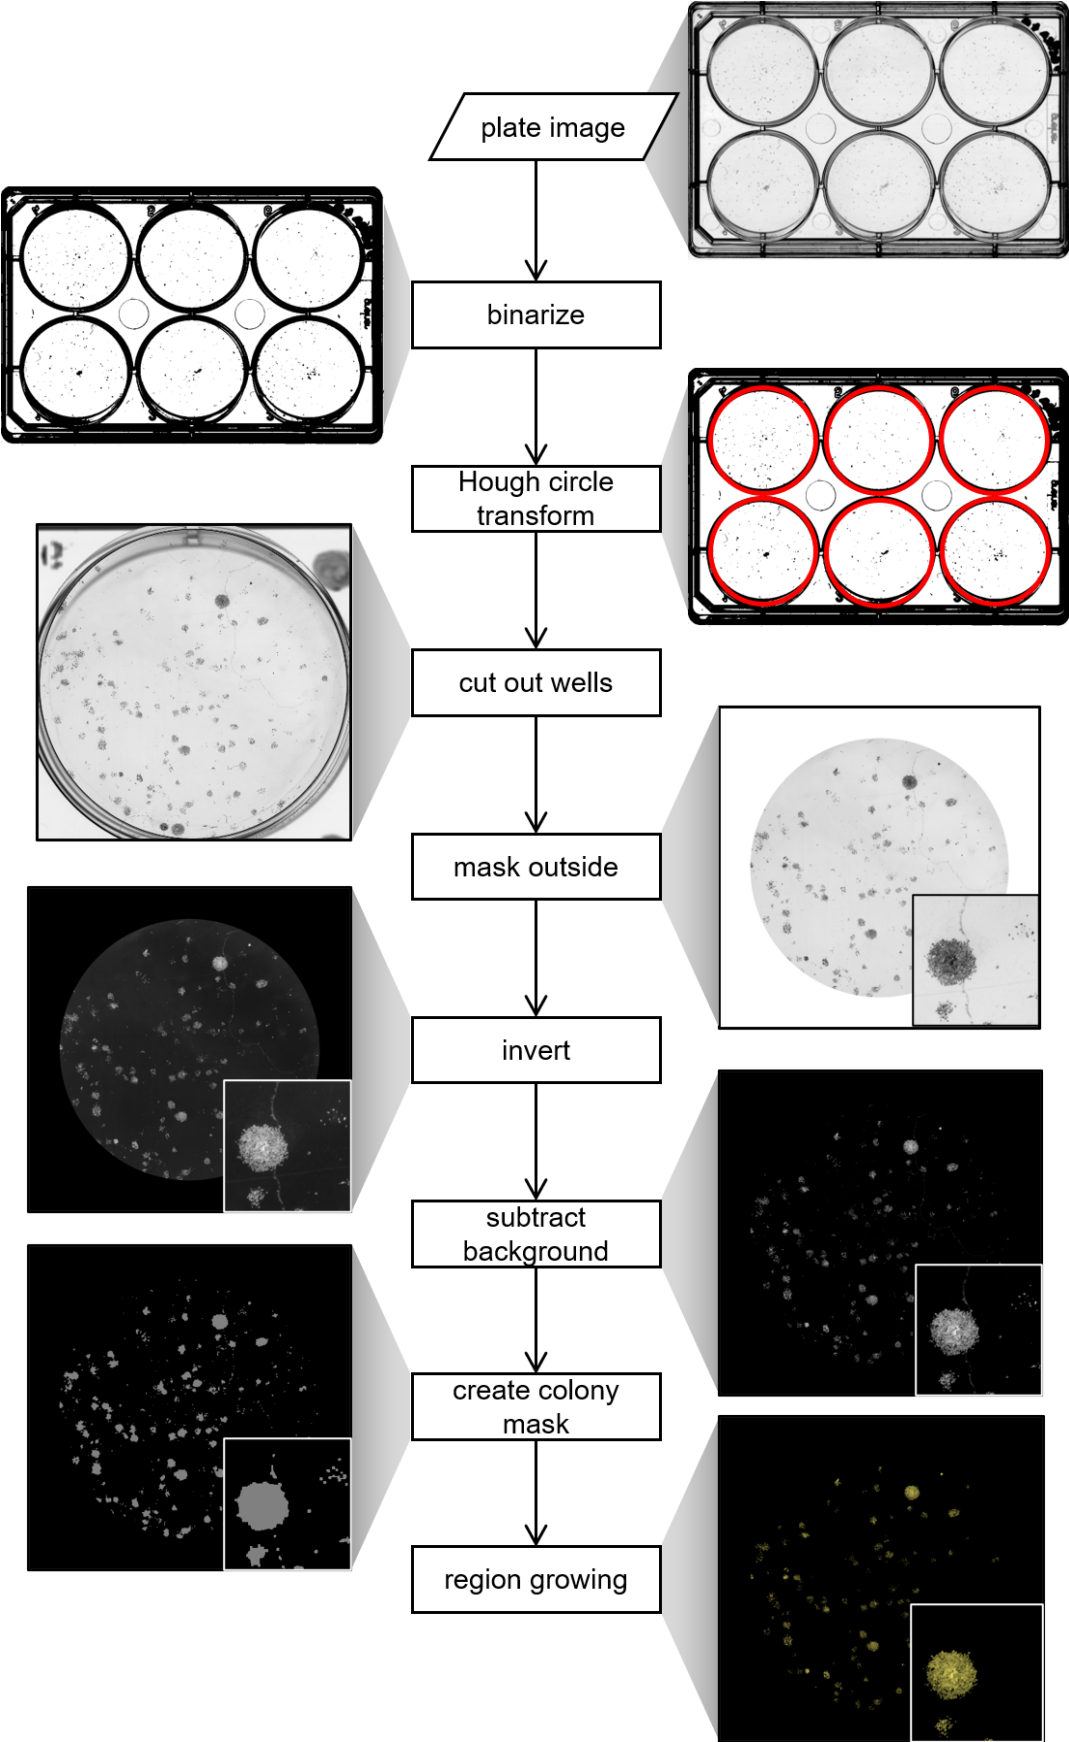 plate image
binarize
Hough circle
transform
cut out wells
mask outside
invert
subtract
background
create colony
mask
region growing